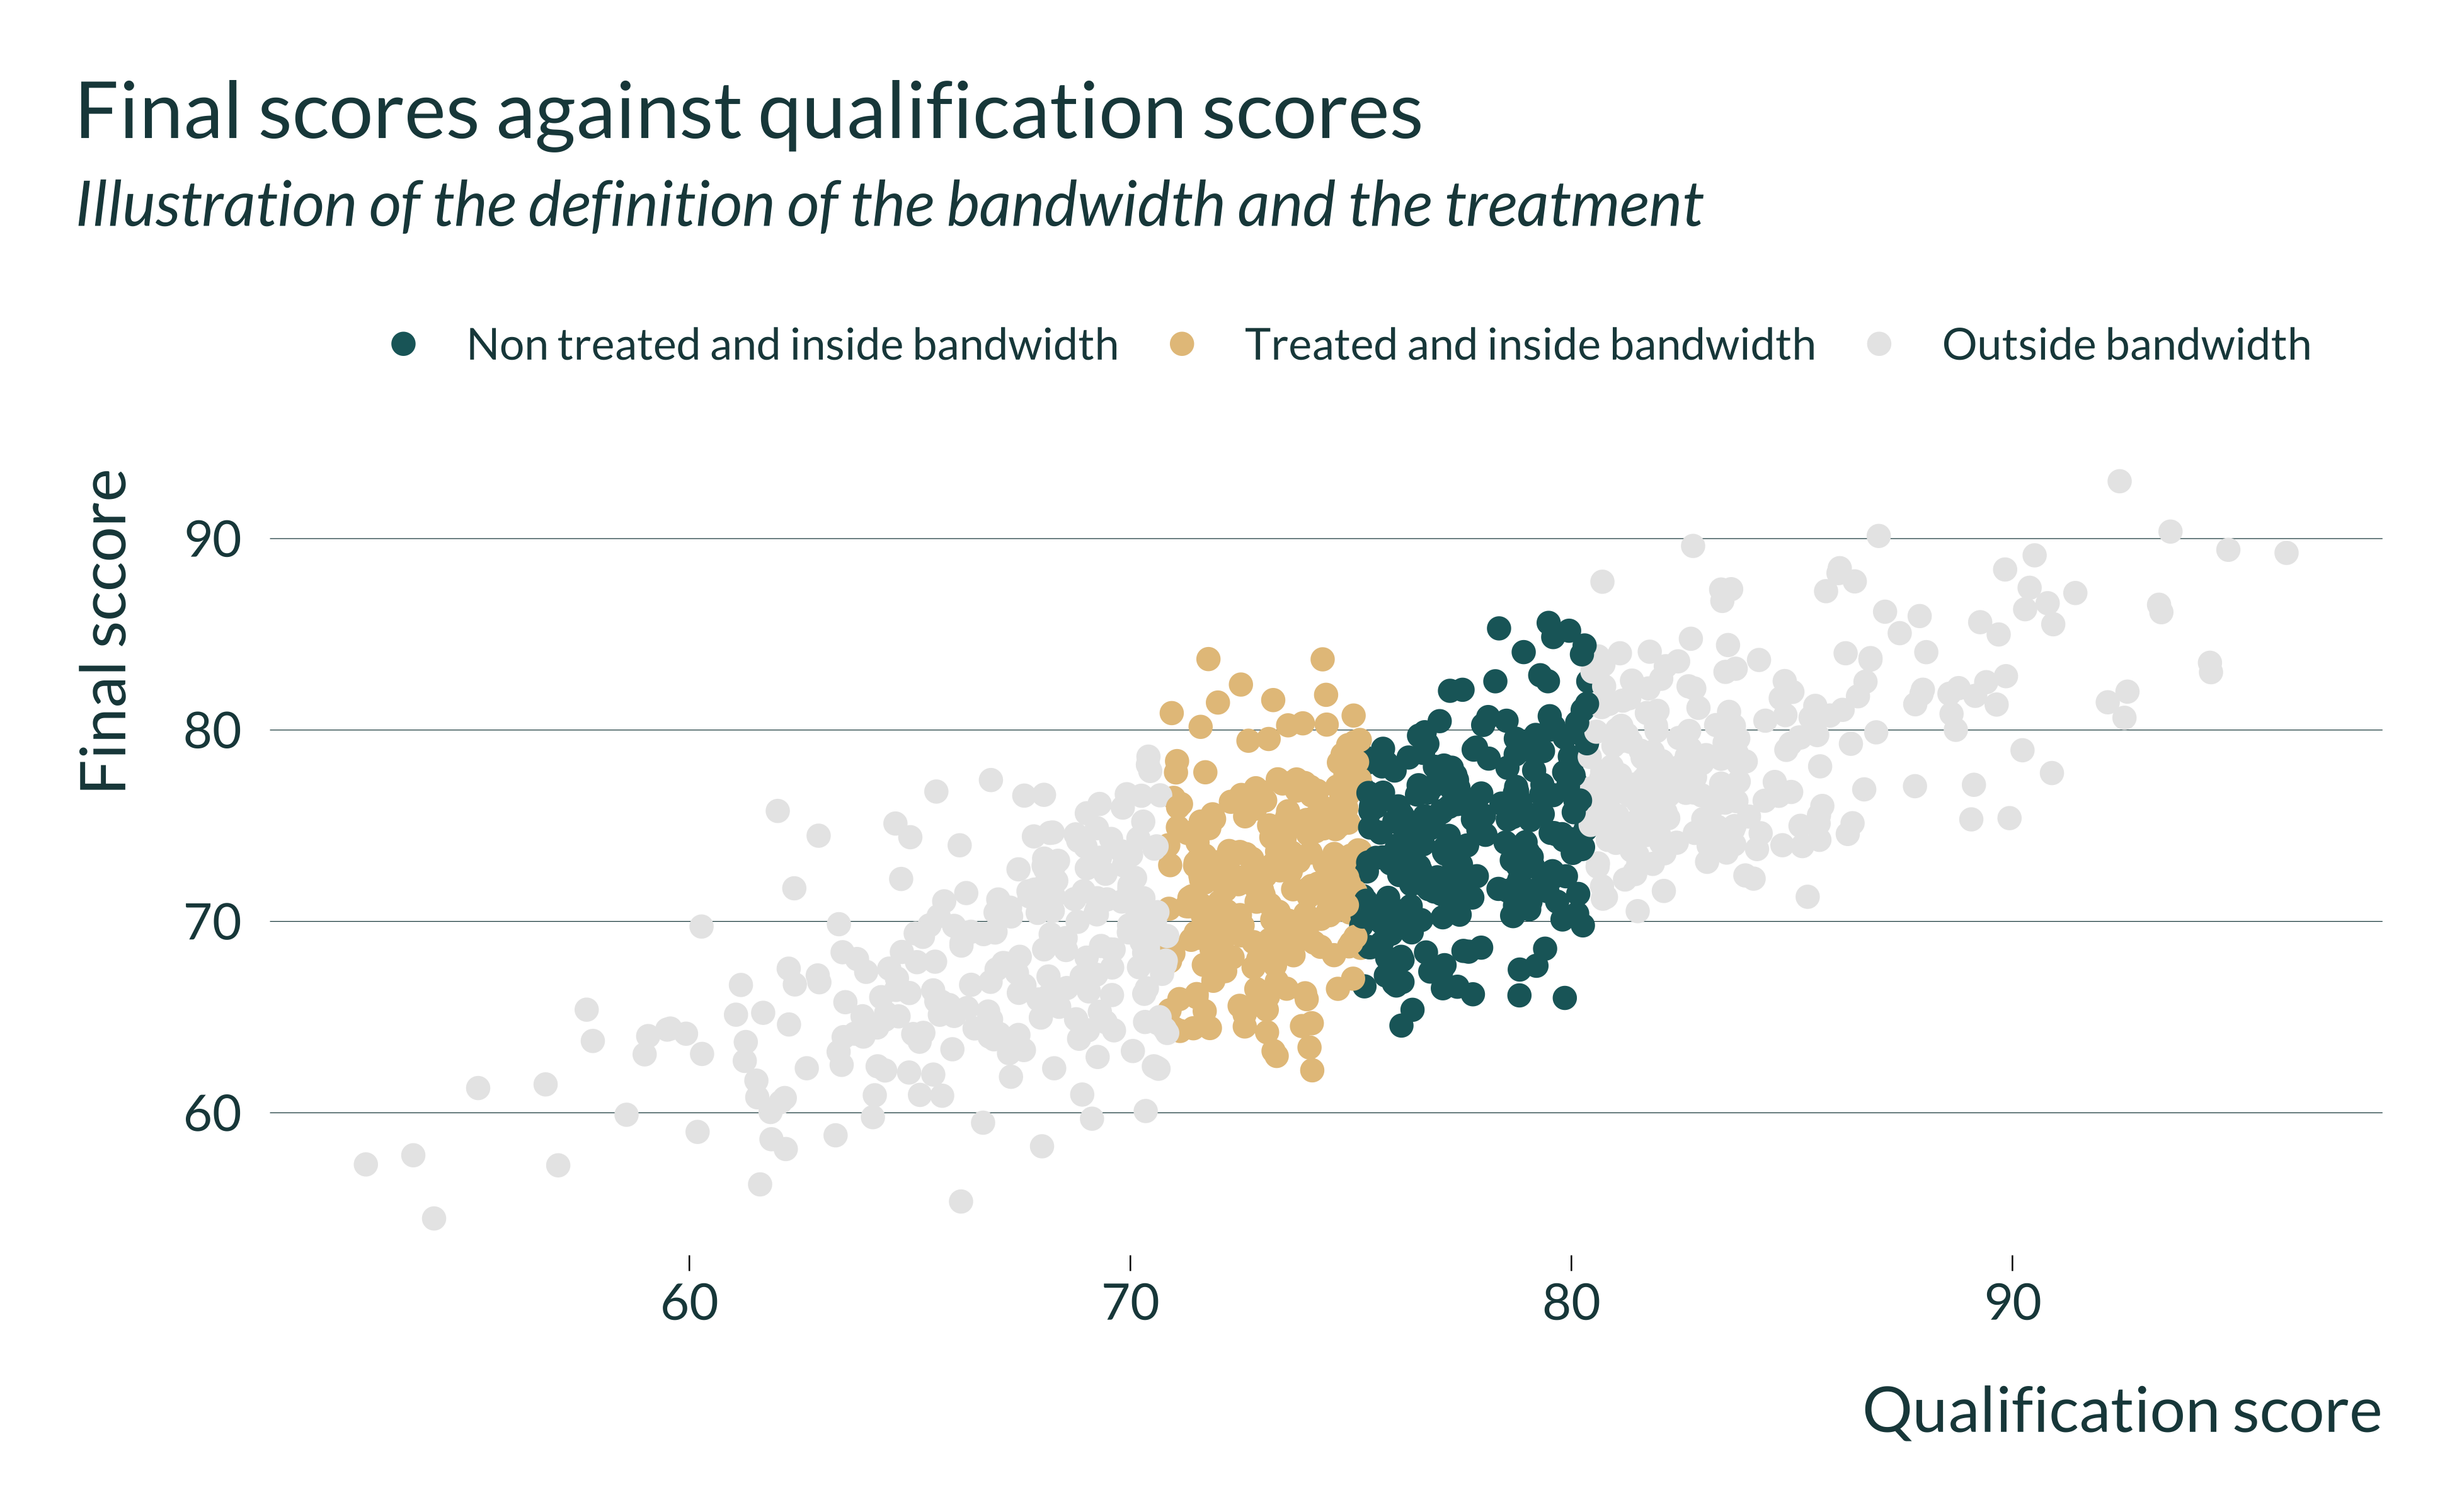 Final scores against qualification scores
Illustration of the definition of the bandwidth and the treatment
Non treated and inside bandwidth
Treated and inside bandwidth
Outside bandwidth
Final sccore
90
80
70
60
60
70
80
90
Qualification score